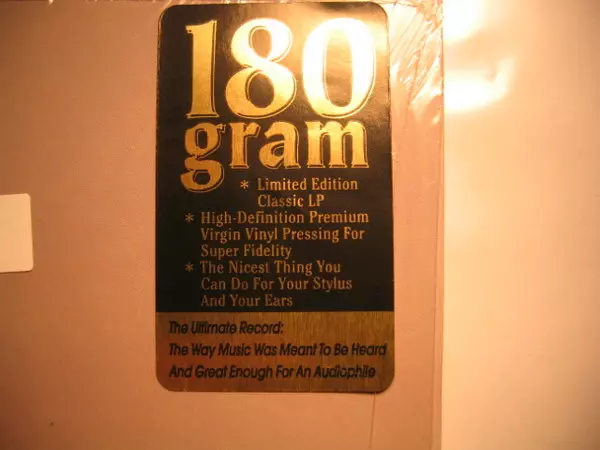 180
gram
* Limited Edition
Classic LP
* High-Definition Premium
Virgin Vinyl Pressing For
Super Fidelity
* The Nicest Thing You
Can Do For Your Stylus
And Your Ears
The Ultimate Record:
The Way Music Was Meant To Be Heard
And Great Enough For An Audiophile